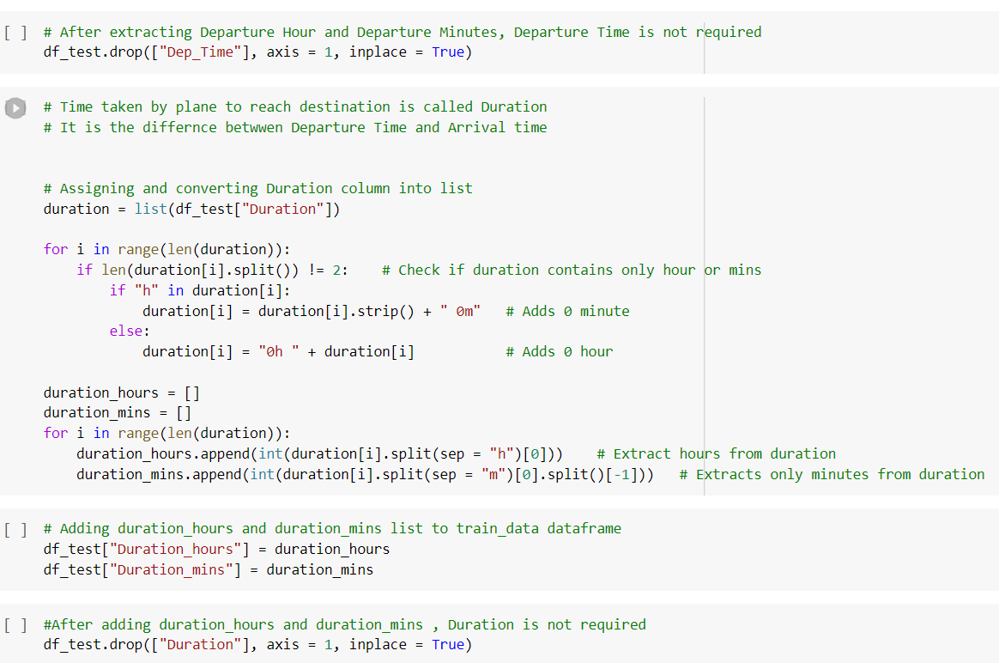 [ ] # After extracting Departure Hour and Departure Minutes, Departure Time is not required
df_test.drop(["Dep_Time"], axis = 1, inplace = True)
# Time taken by plane to reach destination is called Duration
# It is the differnce betwwen Departure Time and Arrival time
# Assigning and converting Duration column into list
duration = list(df_test["Duration"])
for i in range(len(duration)):
    if len(duration[i].split()) != 2:    # Check if duration contains only hour or mins
        if "h" in duration[i]:
            duration[i] = duration[i].strip() + " 0m"   # Adds 0 minute
        else:
            duration[i] = "0h " + duration[i]           # Adds 0 hour
duration_hours = []
duration_mins = []
for i in range(len(duration)):
    duration_hours.append(int(duration[i].split(sep = "h")[0]))    # Extract hours from duration
    duration_mins.append(int(duration[i].split(sep = "m")[0].split()[-1]))   # Extracts only minutes from duration
[ ] # Adding duration_hours and duration_mins list to train_data dataframe
df_test["Duration_hours"] = duration_hours
df_test["Duration_mins"] = duration_mins
[ ] #After adding duration_hours and duration_mins , Duration is not required
df_test.drop(["Duration"], axis = 1, inplace = True)